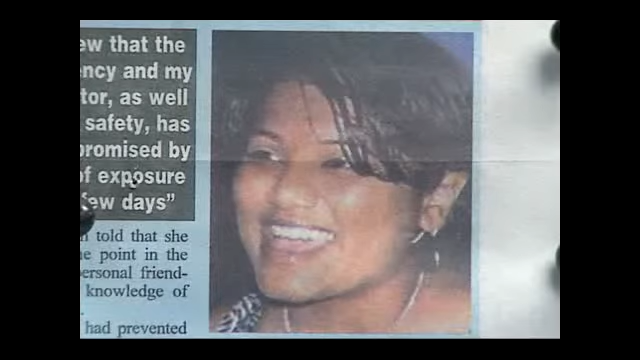 ew that the
ency and my
tor, as well
safety, has
promised by
of exposure
few days”
told that she
e point in the
ersonal friend-
knowledge of
had prevented